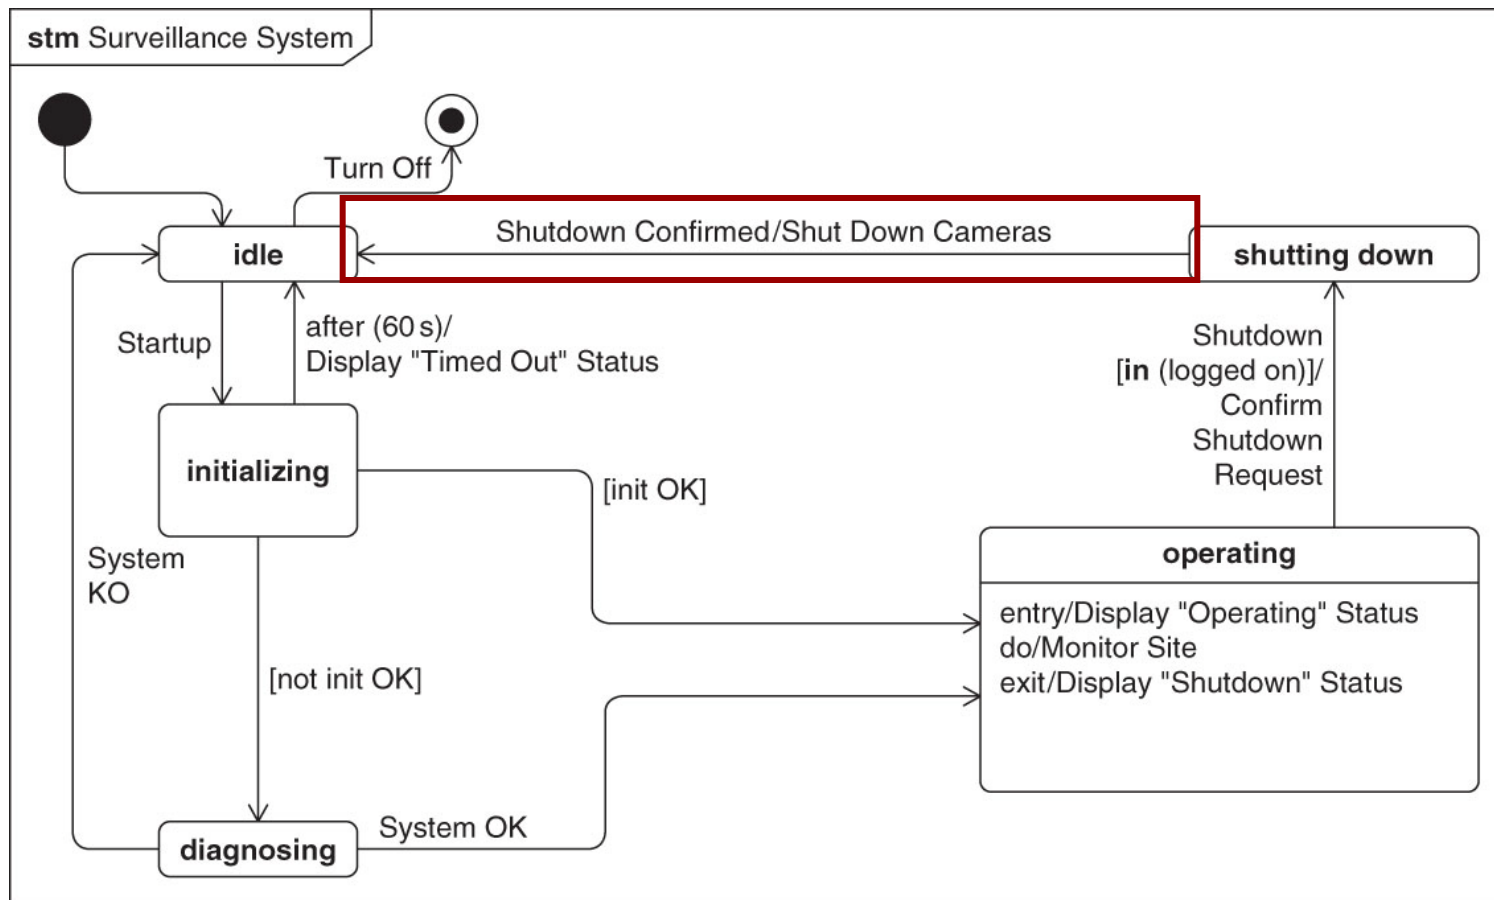 stm Surveillance System
Turn Off
Shutdown Confirmed/Shut Down Cameras
idle
shutting down
Startup
after (60 s)/
Display "Timed Out" Status
Shutdown
[in (logged on)]/
Confirm
Shutdown
Request
initializing
[init OK]
System
KO
operating
entry/Display "Operating" Status
do/Monitor Site
exit/Display "Shutdown" Status
[not init OK]
System OK
diagnosing